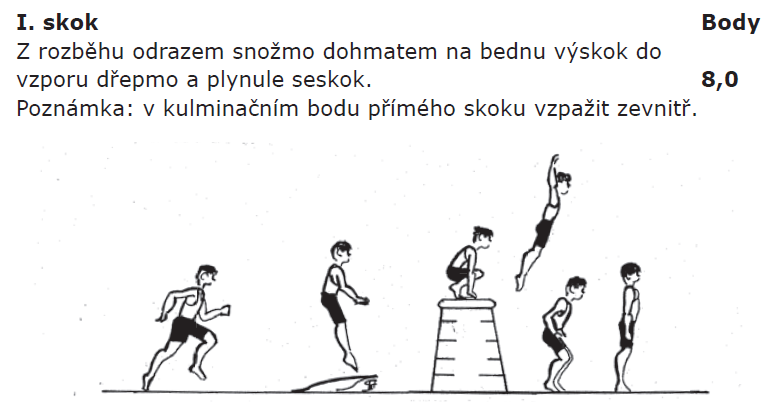 I. skok Body
Z rozběhu odrazem snožmo dohmatem na bednu výskok do
vzporu dřepmo a plynule seskok. 8,0
Poznámka: v kulminačním bodu přímého skoku vzpažit zevnitř.